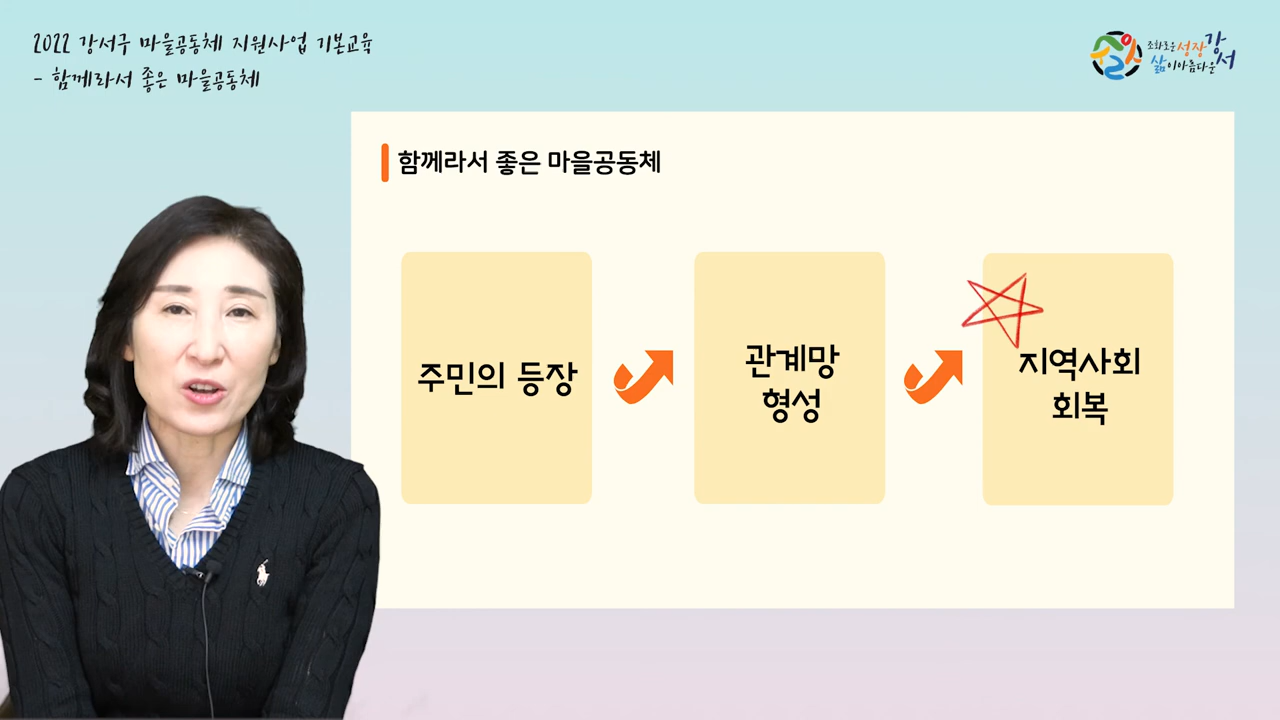 2022 강서구 마을공동체 지원사업 기본교육
- 함께라서 좋은 마을공동체
조화로운 성장 강서
삶이 아름다운
함께라서 좋은 마을공동체
주민의 등장
관계망
형성
지역사회
회복